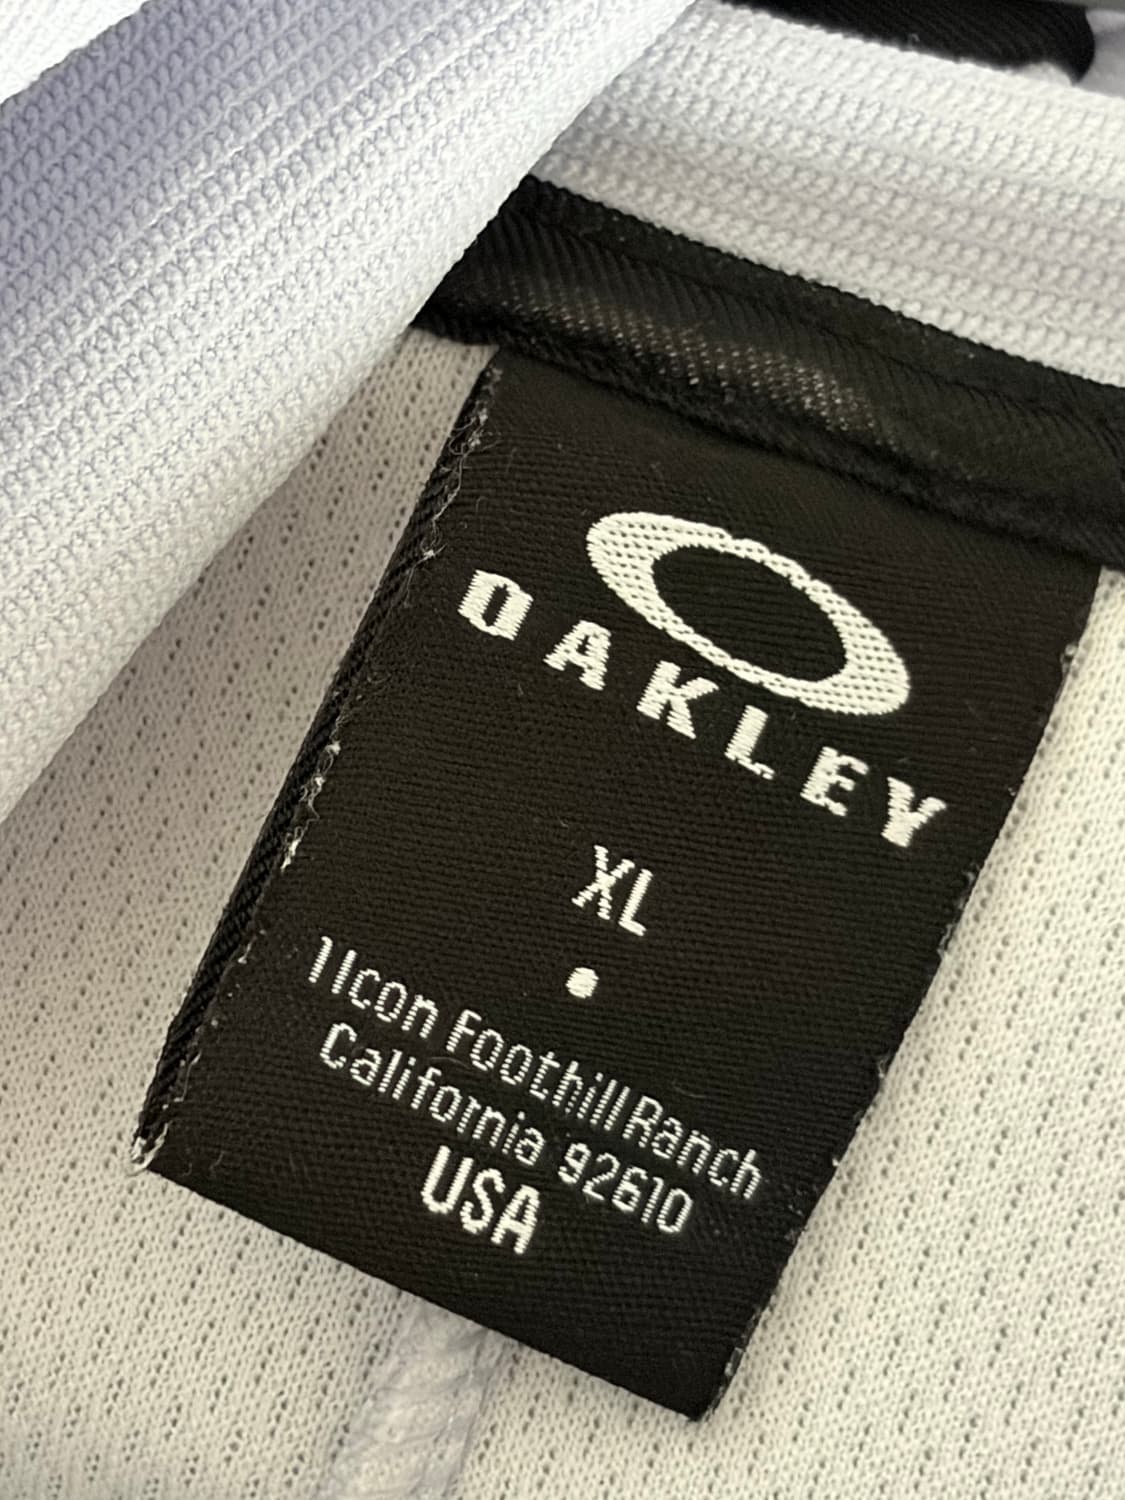 OAKLEY
XL
1 Icon Foothill Ranch
California 92610
USA